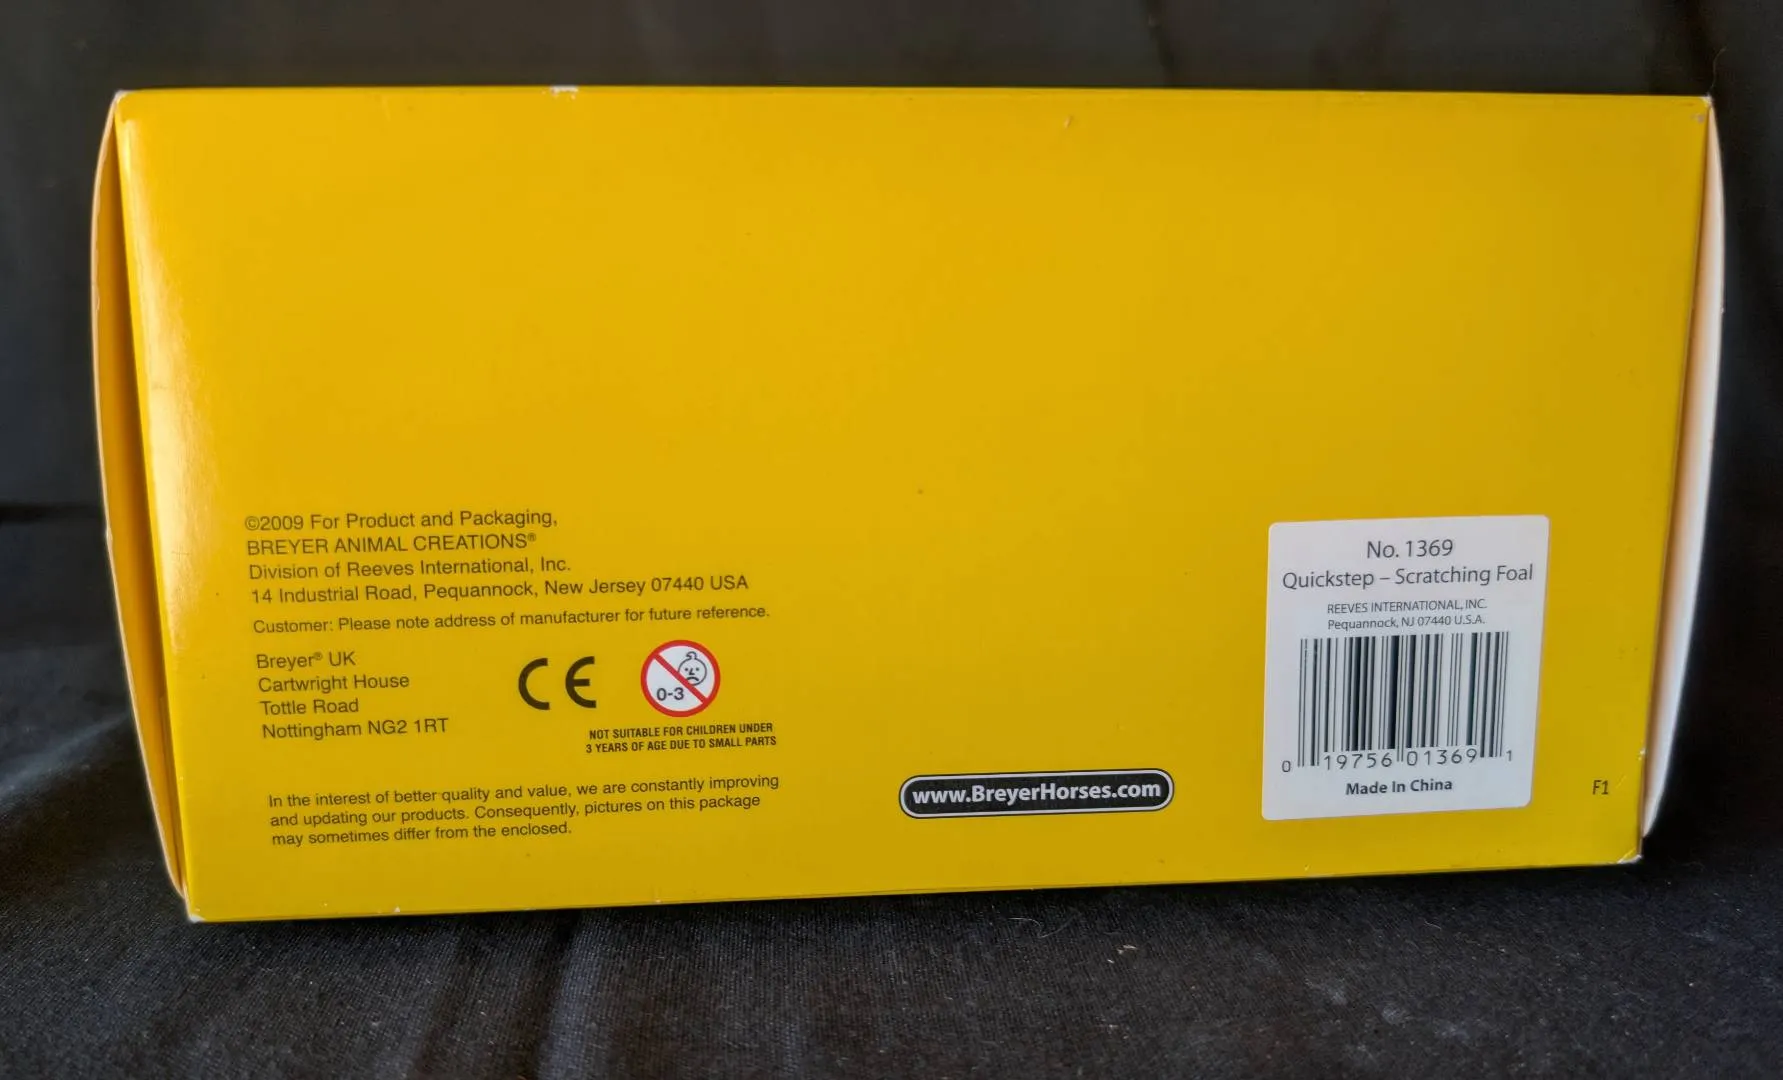 ©2009 For Product and Packaging,
BREYER ANIMAL CREATIONS®
Division of Reeves International, Inc.
14 Industrial Road, Pequannock, New Jersey 07440 USA
Customer: Please note address of manufacturer for future reference.
Breyer® UK
Cartwright House
Tottle Road
Nottingham NG2 1RT
CE
0-3
NOT SUITABLE FOR CHILDREN UNDER
3 YEARS OF AGE DUE TO SMALL PARTS
In the interest of better quality and value, we are constantly improving
and updating our products. Consequently, pictures on this package
may sometimes differ from the enclosed.
www.BreyerHorses.com
No. 1369
Quickstep – Scratching Foal
REEVES INTERNATIONAL, INC.
Pequannock, NJ 07440 U.S.A.
0 19756 01369 1
Made In China
F1